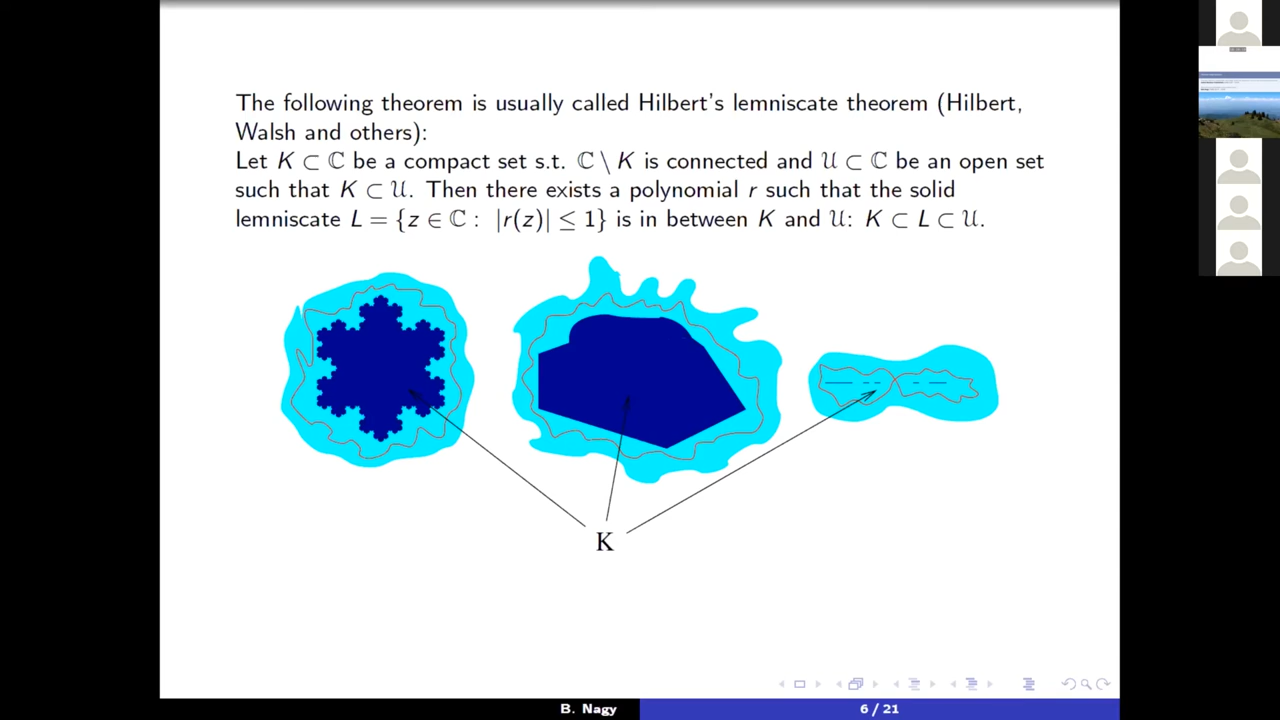 The following theorem is usually called Hilbert's lemniscate theorem (Hilbert,
Walsh and others):
Let K ⊂ ℂ be a compact set s.t. ℂ \ K is connected and 𝒰 ⊂ ℂ be an open set
such that K ⊂ 𝒰. Then there exists a polynomial r such that the solid
lemniscate L = {z ∈ ℂ : |r(z)| ≤ 1} is in between K and 𝒰: K ⊂ L ⊂ 𝒰.
K
B. Nagy
6 / 21